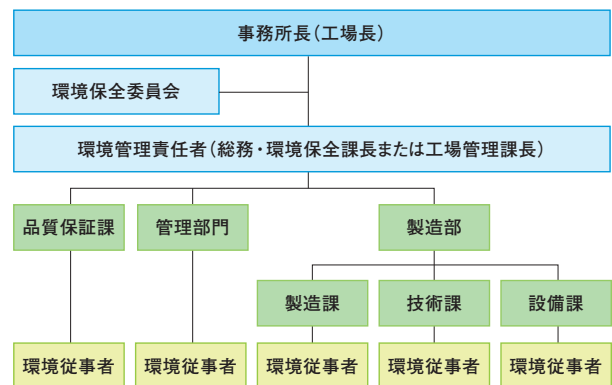 事務所長(工場長)
環境保全委員会
環境管理責任者(総務・環境保全課長または工場管理課長)
品質保証課
管理部門
製造部
製造課
技術課
設備課
環境従事者
環境従事者
環境従事者
環境従事者
環境従事者